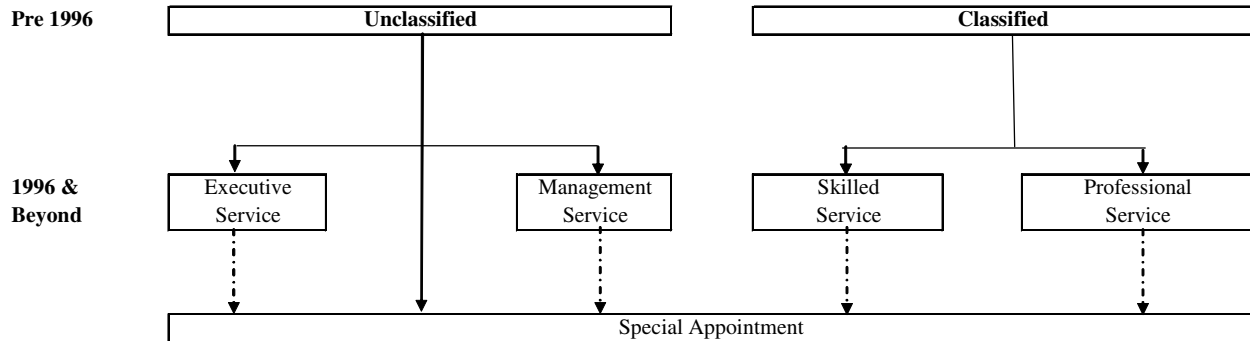 Pre 1996
Unclassified
Classified
1996 &
Beyond
Executive
Service
Management
Service
Skilled
Service
Professional
Service
Special Appointment